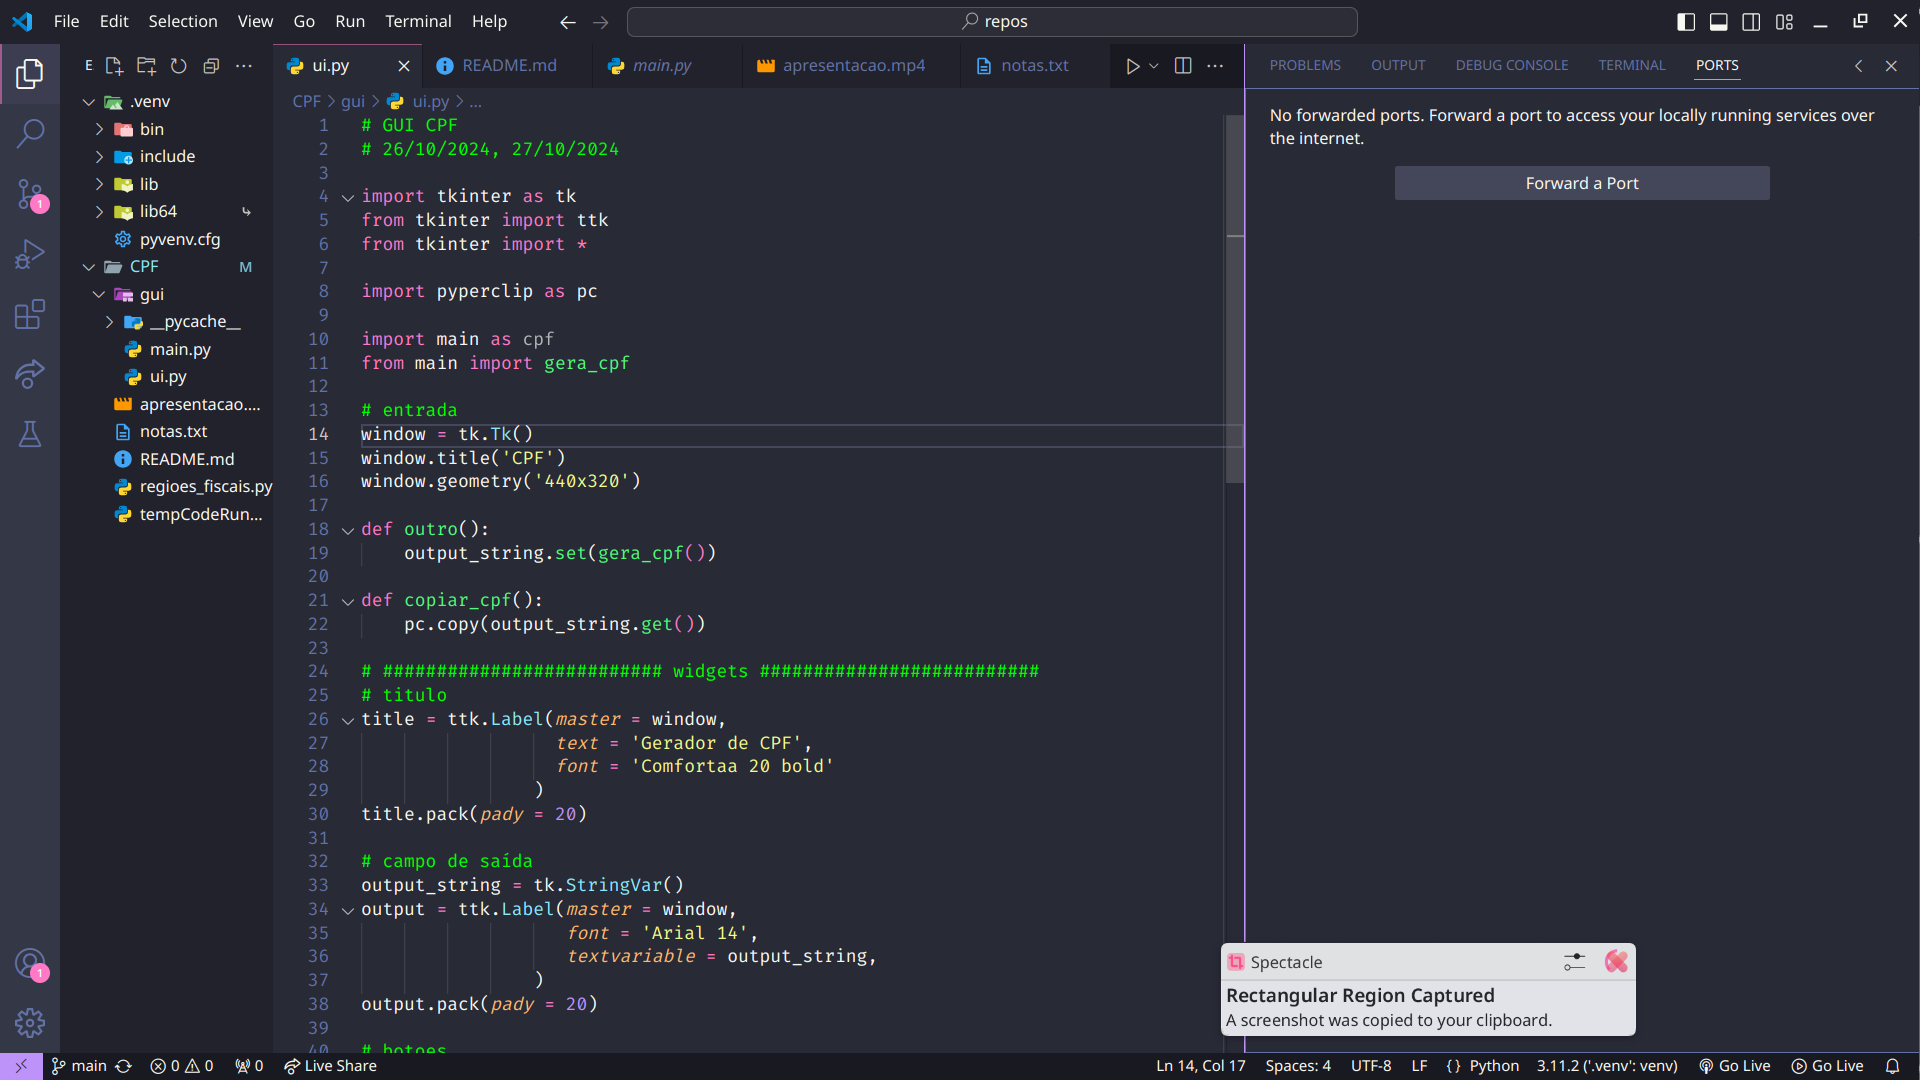 File Edit Selection View Go Run Terminal Help
repos
E
ui.py
README.md
main.py
apresentacao.mp4
notas.txt
PROBLEMS
OUTPUT
DEBUG CONSOLE
TERMINAL
PORTS
.venv
bin
include
lib
lib64
pyvenv.cfg
CPF M
gui
__pycache__
main.py
ui.py
apresentacao....
notas.txt
README.md
regioes_fiscais.py
tempCodeRun...
1
1
CPF > gui > ui.py > ...
1 # GUI CPF
2 # 26/10/2024, 27/10/2024
3
4 import tkinter as tk
5 from tkinter import ttk
6 from tkinter import *
7
8 import pyperclip as pc
9
10 import main as cpf
11 from main import gera_cpf
12
13 # entrada
14 window = tk.Tk()
15 window.title('CPF')
16 window.geometry('440x320')
17
18 def outro():
19 output_string.set(gera_cpf())
20
21 def copiar_cpf():
22 pc.copy(output_string.get())
23
24 # ########################## widgets ##########################
25 # titulo
26 title = ttk.Label(master = window,
27 text = 'Gerador de CPF',
28 font = 'Comfortaa 20 bold'
29 )
30 title.pack(pady = 20)
31
32 # campo de saída
33 output_string = tk.StringVar()
34 output = ttk.Label(master = window,
35 font = 'Arial 14',
36 textvariable = output_string,
37 )
38 output.pack(pady = 20)
39
40 # botoes
No forwarded ports. Forward a port to access your locally running services over
the internet.
Forward a Port
Spectacle
Rectangular Region Captured
A screenshot was copied to your clipboard.
main 0 0 0 Live Share
Ln 14, Col 17 Spaces: 4 UTF-8 LF {} Python 3.11.2 ('.venv': venv) Go Live Go Live